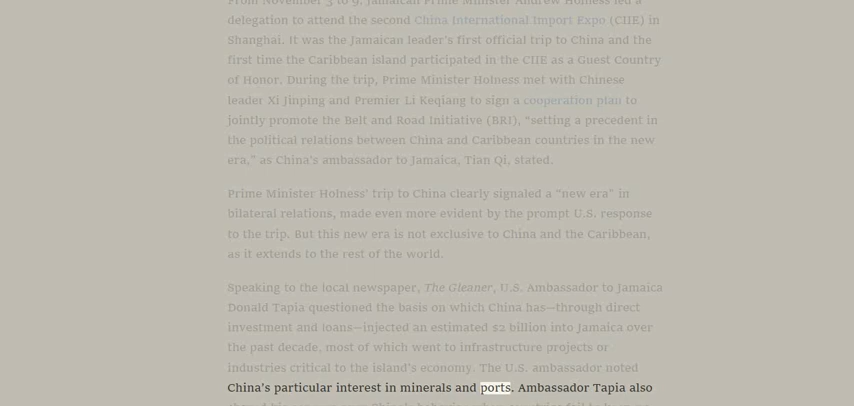 From November 3 to 9, Jamaican Prime Minister Andrew Holness led a
delegation to attend the second China International Import Expo (CIIE) in
Shanghai. It was the Jamaican leader's first official trip to China and the
first time the Caribbean island participated in the CIIE as a Guest Country
of Honor. During the trip, Prime Minister Holness met with Chinese
leader Xi Jinping and Premier Li Keqiang to sign a cooperation plan to
jointly promote the Belt and Road Initiative (BRI), “setting a precedent in
the political relations between China and Caribbean countries in the new
era,” as China's ambassador to Jamaica, Tian Qi, stated.
Prime Minister Holness' trip to China clearly signaled a “new era” in
bilateral relations, made even more evident by the prompt U.S. response
to the trip. But this new era is not exclusive to China and the Caribbean,
as it extends to the rest of the world.
Speaking to the local newspaper, The Gleaner, U.S. Ambassador to Jamaica
Donald Tapia questioned the basis on which China has—through direct
investment and loans—injected an estimated $2 billion into Jamaica over
the past decade, most of which went to infrastructure projects or
industries critical to the island's economy. The U.S. ambassador noted
China's particular interest in minerals and ports. Ambassador Tapia also